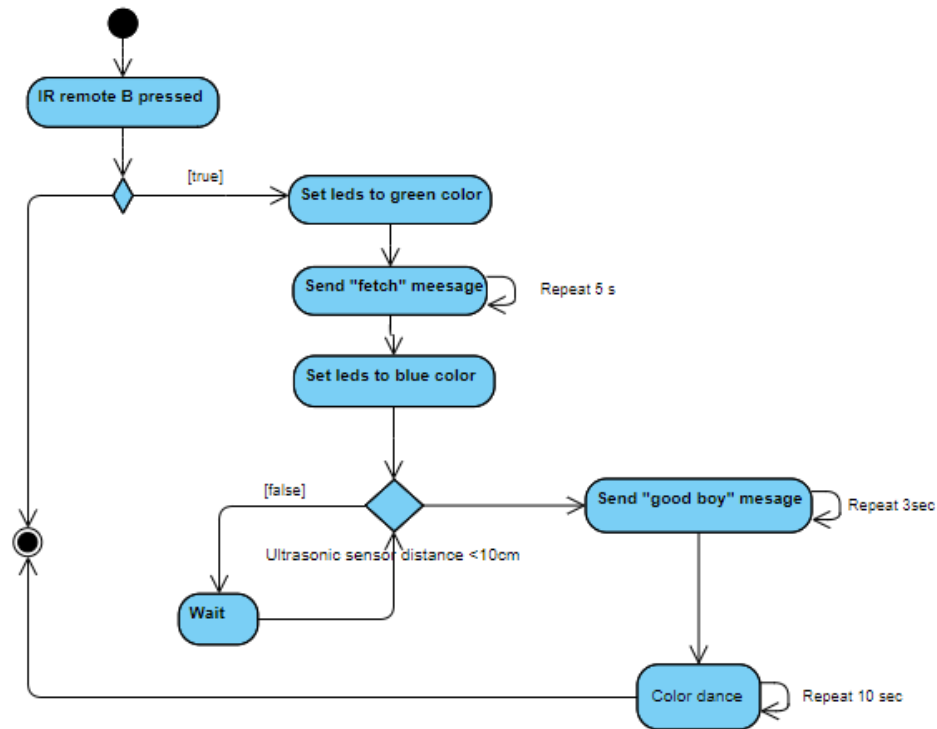 IR remote B pressed
[true]
Set leds to green color
Send "fetch" meesage
Repeat 5 s
Set leds to blue color
[false]
Send "good boy" mesage
Repeat 3sec
Ultrasonic sensor distance <10cm
Wait
Color dance
Repeat 10 sec